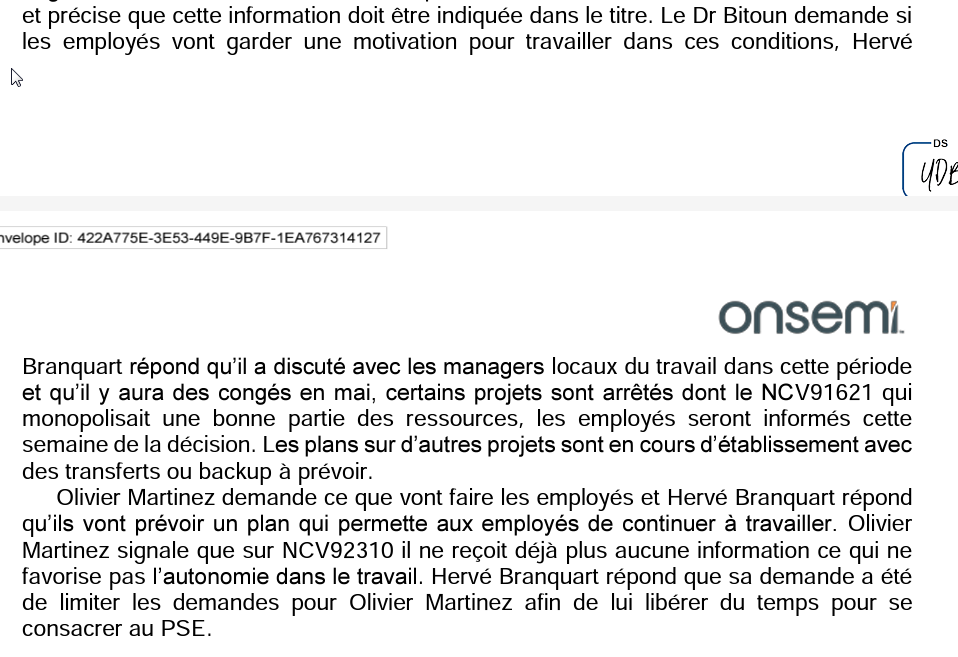 et précise que cette information doit être indiquée dans le titre. Le Dr Bitoun demande si
les employés vont garder une motivation pour travailler dans ces conditions, Hervé
DS
nvelope ID: 422A775E-3E53-449E-9B7F-1EA767314127
onsemi
Branquart répond qu'il a discuté avec les managers locaux du travail dans cette période
et qu'il y aura des congés en mai, certains projets sont arrêtés dont le NCV91621 qui
monopolisait une bonne partie des ressources, les employés seront informés cette
semaine de la décision. Les plans sur d'autres projets sont en cours d'établissement avec
des transferts ou backup à prévoir.
Olivier Martinez demande ce que vont faire les employés et Hervé Branquart répond
qu'ils vont prévoir un plan qui permette aux employés de continuer à travailler. Olivier
Martinez signale que sur NCV92310 il ne reçoit déjà plus aucune information ce qui ne
favorise pas l'autonomie dans le travail. Hervé Branquart répond que sa demande a été
de limiter les demandes pour Olivier Martinez afin de lui libérer du temps pour se
consacrer au PSE.